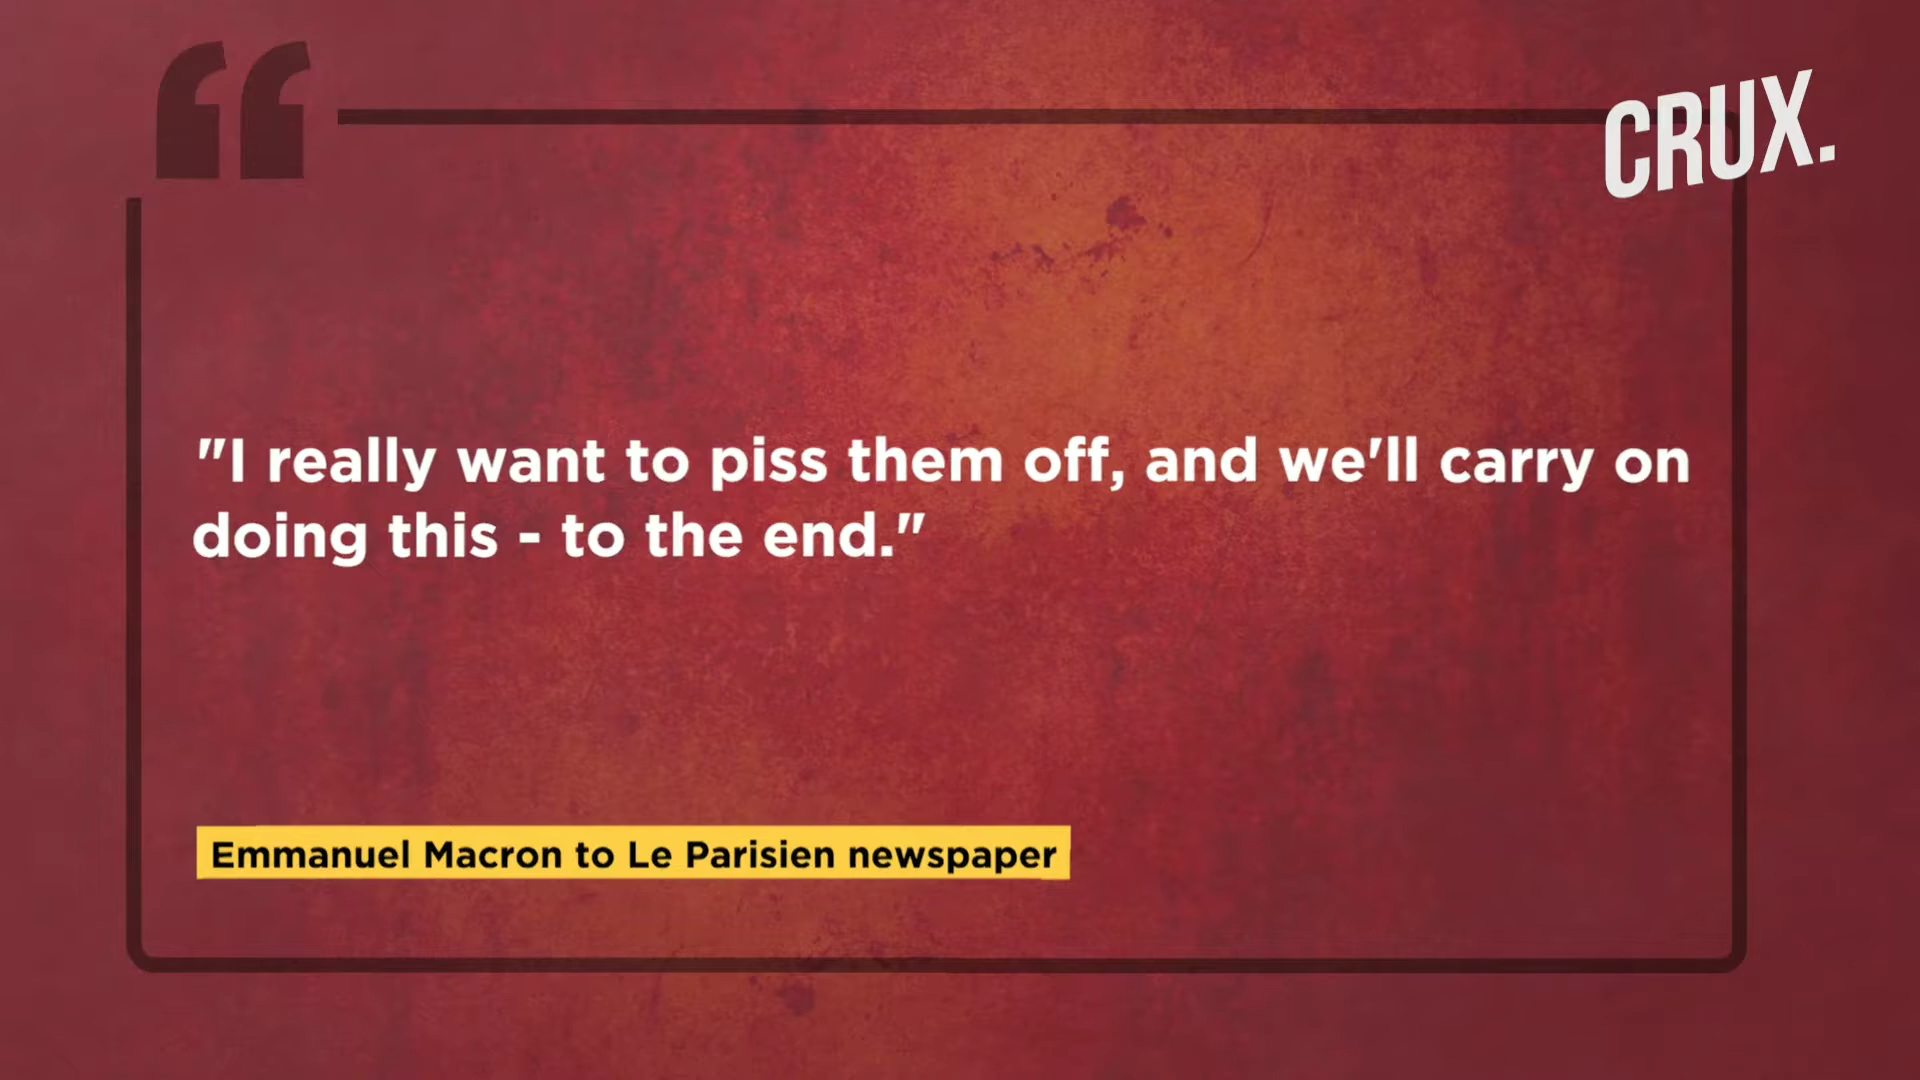 CRUX.
"I really want to piss them off, and we'll carry on
doing this - to the end."
Emmanuel Macron to Le Parisien newspaper